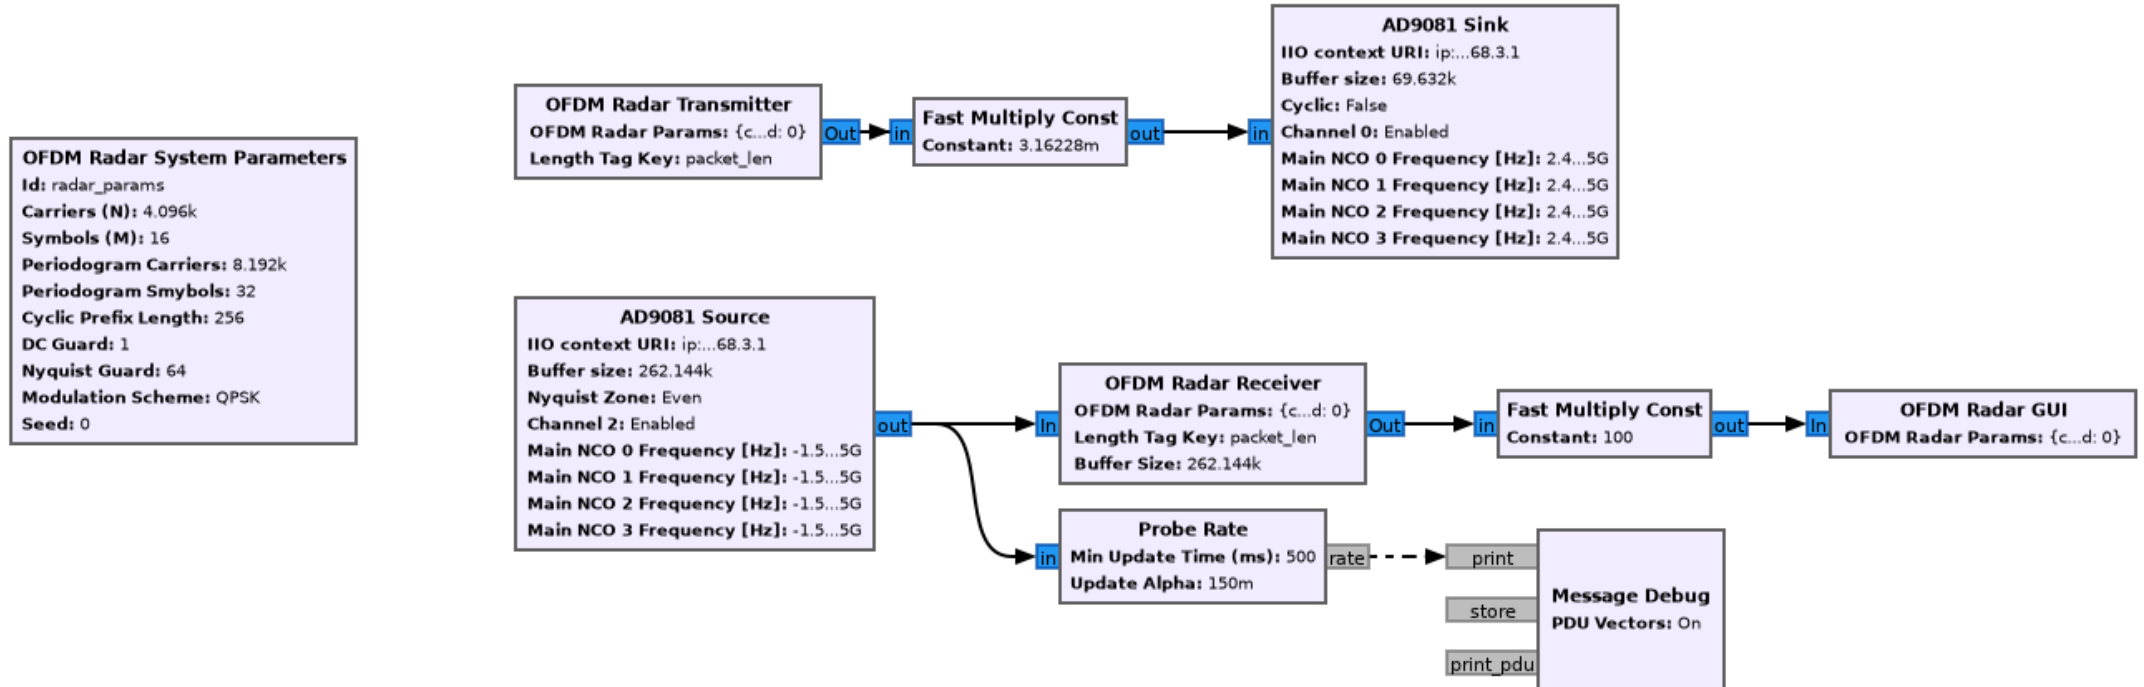 OFDM Radar System Parameters
Id: radar_params
Carriers (N): 4.096k
Symbols (M): 16
Periodogram Carriers: 8.192k
Periodogram Smybols: 32
Cyclic Prefix Length: 256
DC Guard: 1
Nyquist Guard: 64
Modulation Scheme: QPSK
Seed: 0
OFDM Radar Transmitter
OFDM Radar Params: {c...d: 0}
Length Tag Key: packet_len
Out
in
Fast Multiply Const
Constant: 3.16228m
out
in
AD9081 Sink
IIO context URI: ip:...68.3.1
Buffer size: 69.632k
Cyclic: False
Channel 0: Enabled
Main NCO 0 Frequency [Hz]: 2.4...5G
Main NCO 1 Frequency [Hz]: 2.4...5G
Main NCO 2 Frequency [Hz]: 2.4...5G
Main NCO 3 Frequency [Hz]: 2.4...5G
AD9081 Source
IIO context URI: ip:...68.3.1
Buffer size: 262.144k
Nyquist Zone: Even
Channel 2: Enabled
Main NCO 0 Frequency [Hz]: -1.5...5G
Main NCO 1 Frequency [Hz]: -1.5...5G
Main NCO 2 Frequency [Hz]: -1.5...5G
Main NCO 3 Frequency [Hz]: -1.5...5G
out
In
OFDM Radar Receiver
OFDM Radar Params: {c...d: 0}
Length Tag Key: packet_len
Buffer Size: 262.144k
Out
in
Fast Multiply Const
Constant: 100
out
In
OFDM Radar GUI
OFDM Radar Params: {c...d: 0}
in
Probe Rate
Min Update Time (ms): 500
Update Alpha: 150m
rate
print
store
print_pdu
Message Debug
PDU Vectors: On